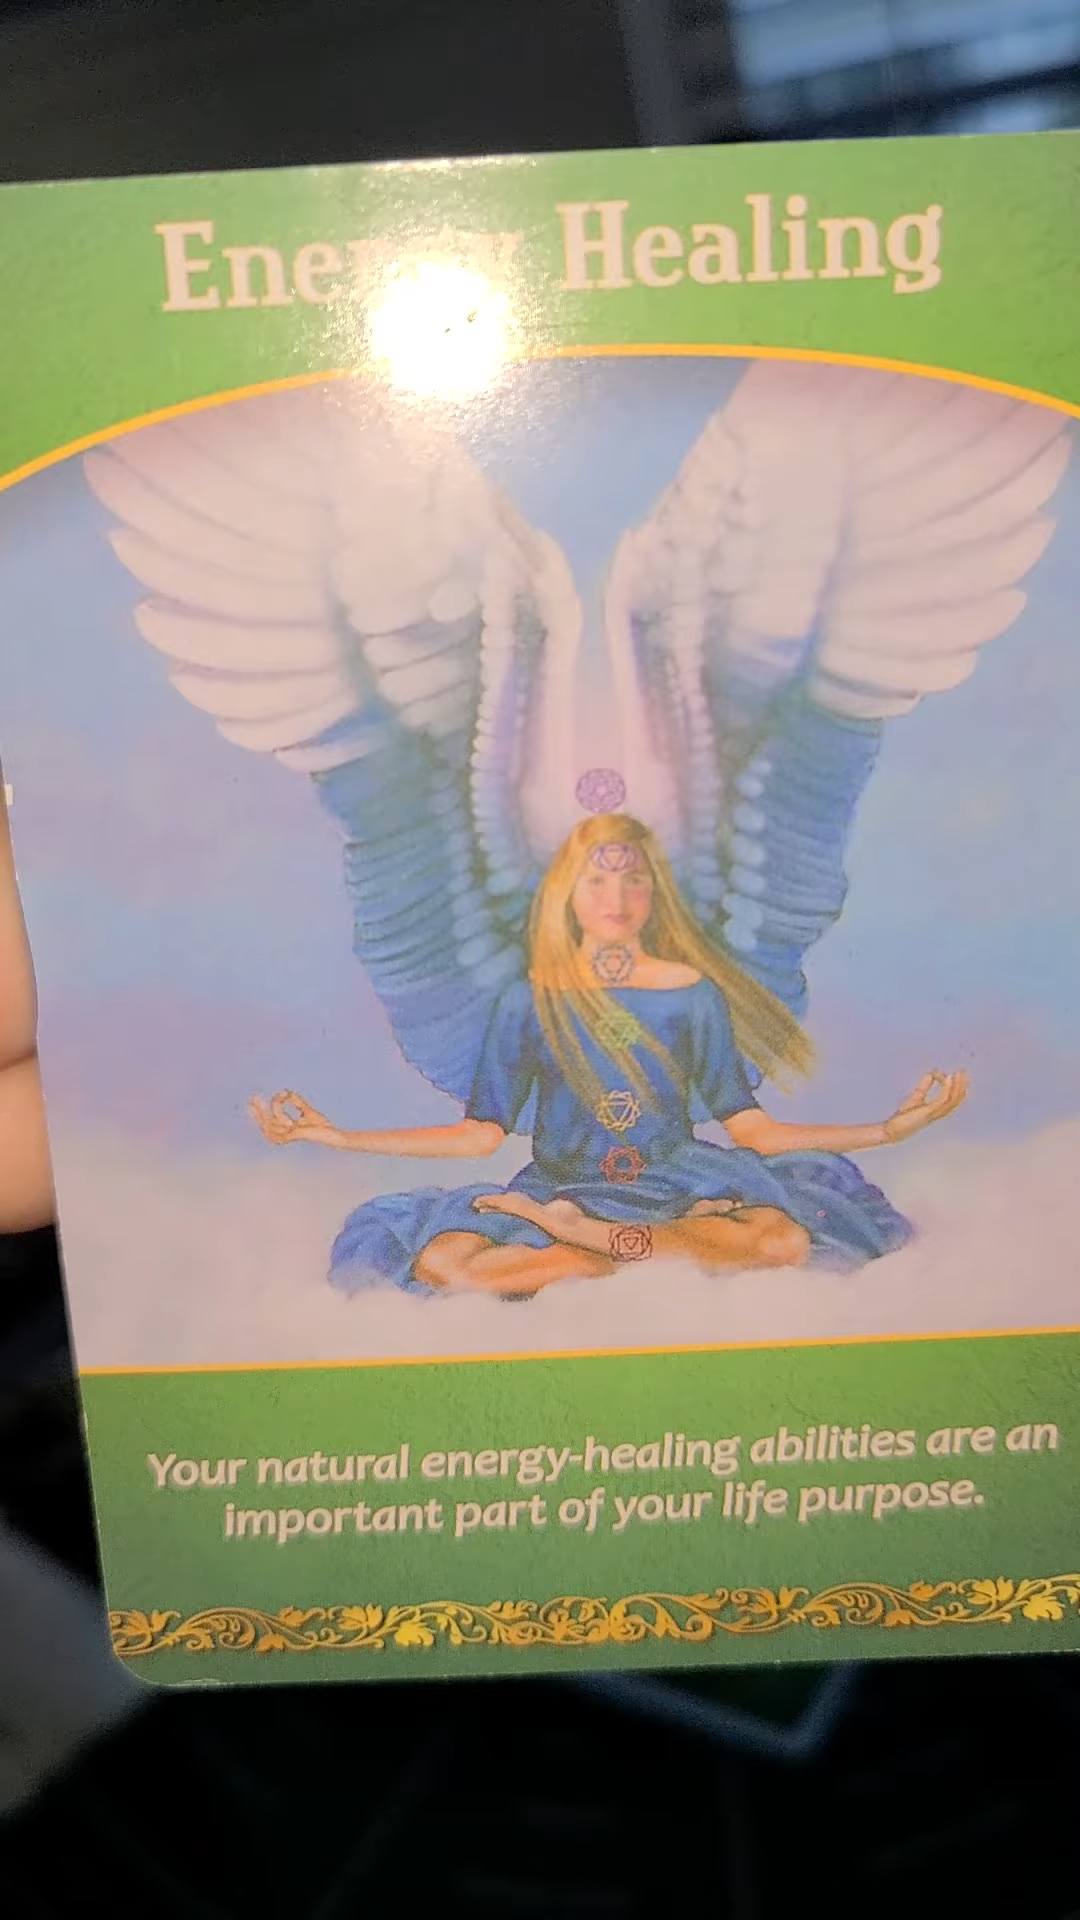 Energy Healing
Your natural energy-healing abilities are an
important part of your life purpose.